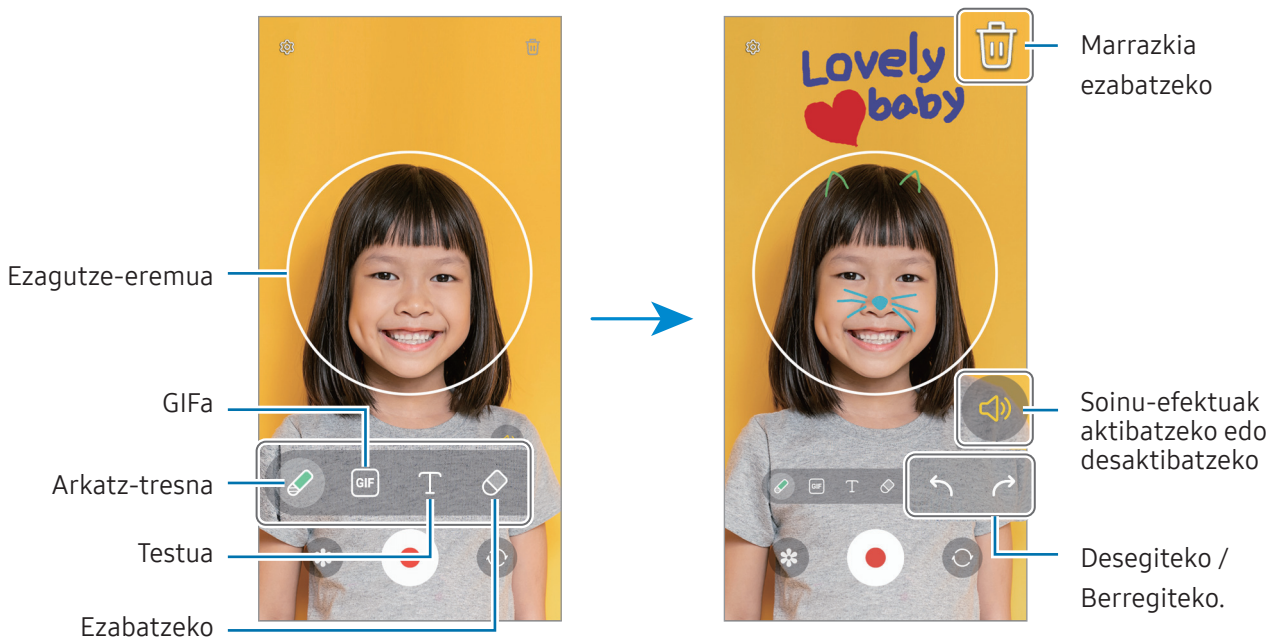 Lovely
baby
Marrazkia
ezabatzeko
Ezagutze-eremua
GIFa
Arkatz-tresna
GIF
T
Testua
Ezabatzeko
GIF
T
Soinu-efektuak
aktibatzeko edo
desaktibatzeko
Desegiteko /
Berregiteko.